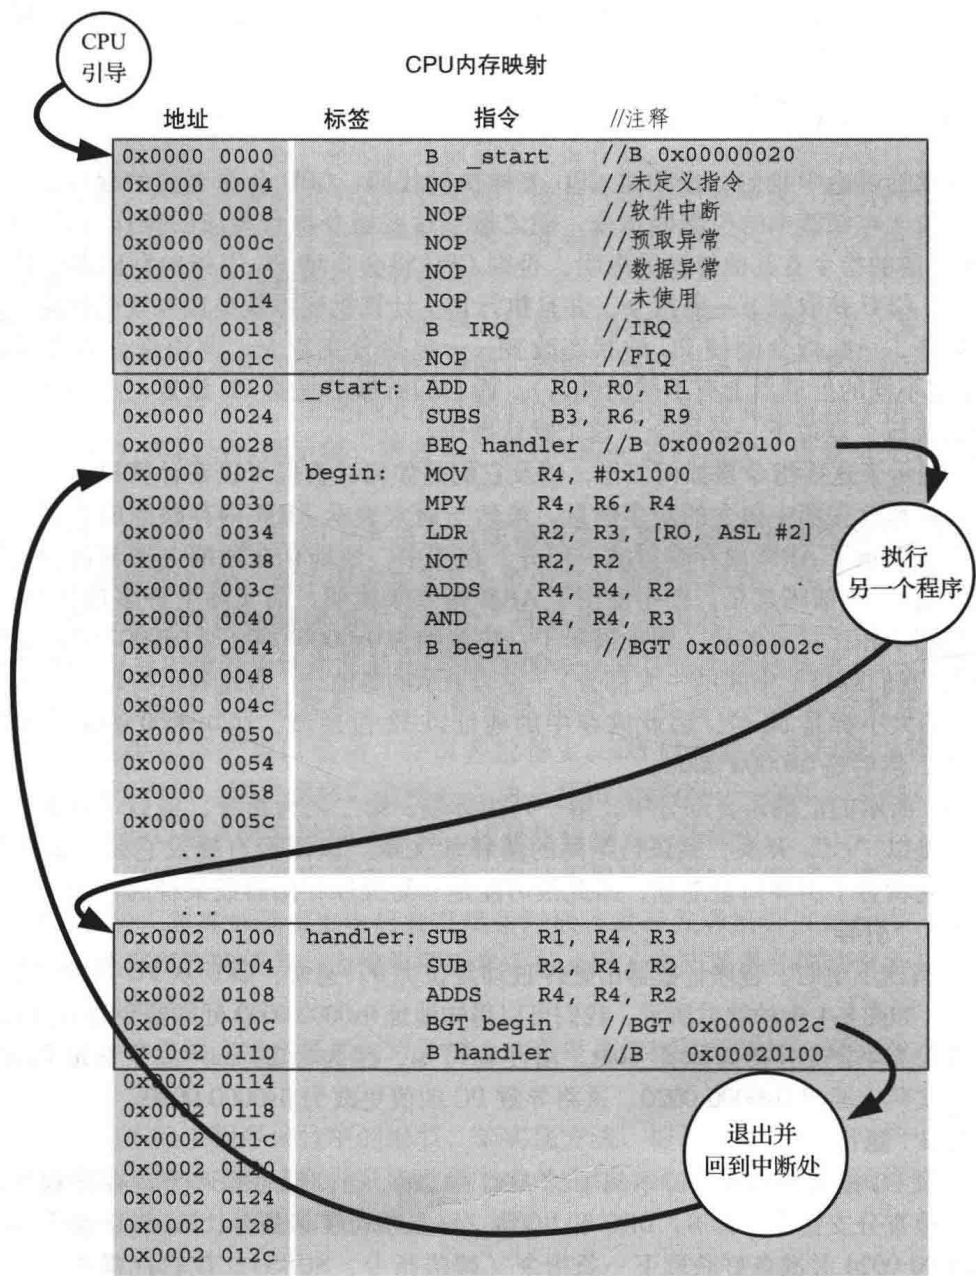 CPU
引导
CPU内存映射
地址 标签 指令 //注释
0x0000 0000 B _start //B 0x00000020
0x0000 0004 NOP //未定义指令
0x0000 0008 NOP //软件中断
0x0000 000c NOP //预取异常
0x0000 0010 NOP //数据异常
0x0000 0014 NOP //未使用
0x0000 0018 B IRQ //IRQ
0x0000 001c NOP //FIQ
0x0000 0020 _start: ADD R0, R0, R1
0x0000 0024 SUBS B3, R6, R9
0x0000 0028 BEQ handler //B 0x00020100
0x0000 002c begin: MOV R4, #0x1000
0x0000 0030 MPY R4, R6, R4
0x0000 0034 LDR R2, R3, [RO, ASL #2]
0x0000 0038 NOT R2, R2
0x0000 003c ADDS R4, R4, R2
0x0000 0040 AND R4, R4, R3
0x0000 0044 B begin //BGT 0x0000002c
0x0000 0048
0x0000 004c
0x0000 0050
0x0000 0054
0x0000 0058
0x0000 005c
...
执行
另一个程序
...
0x0002 0100 handler: SUB R1, R4, R3
0x0002 0104 SUB R2, R4, R2
0x0002 0108 ADDS R4, R4, R2
0x0002 010c BGT begin //BGT 0x0000002c
0x0002 0110 B handler //B 0x00020100
0x0002 0114
0x0002 0118
0x0002 011c
0x0002 0120
0x0002 0124
0x0002 0128
0x0002 012c
退出并
回到中断处